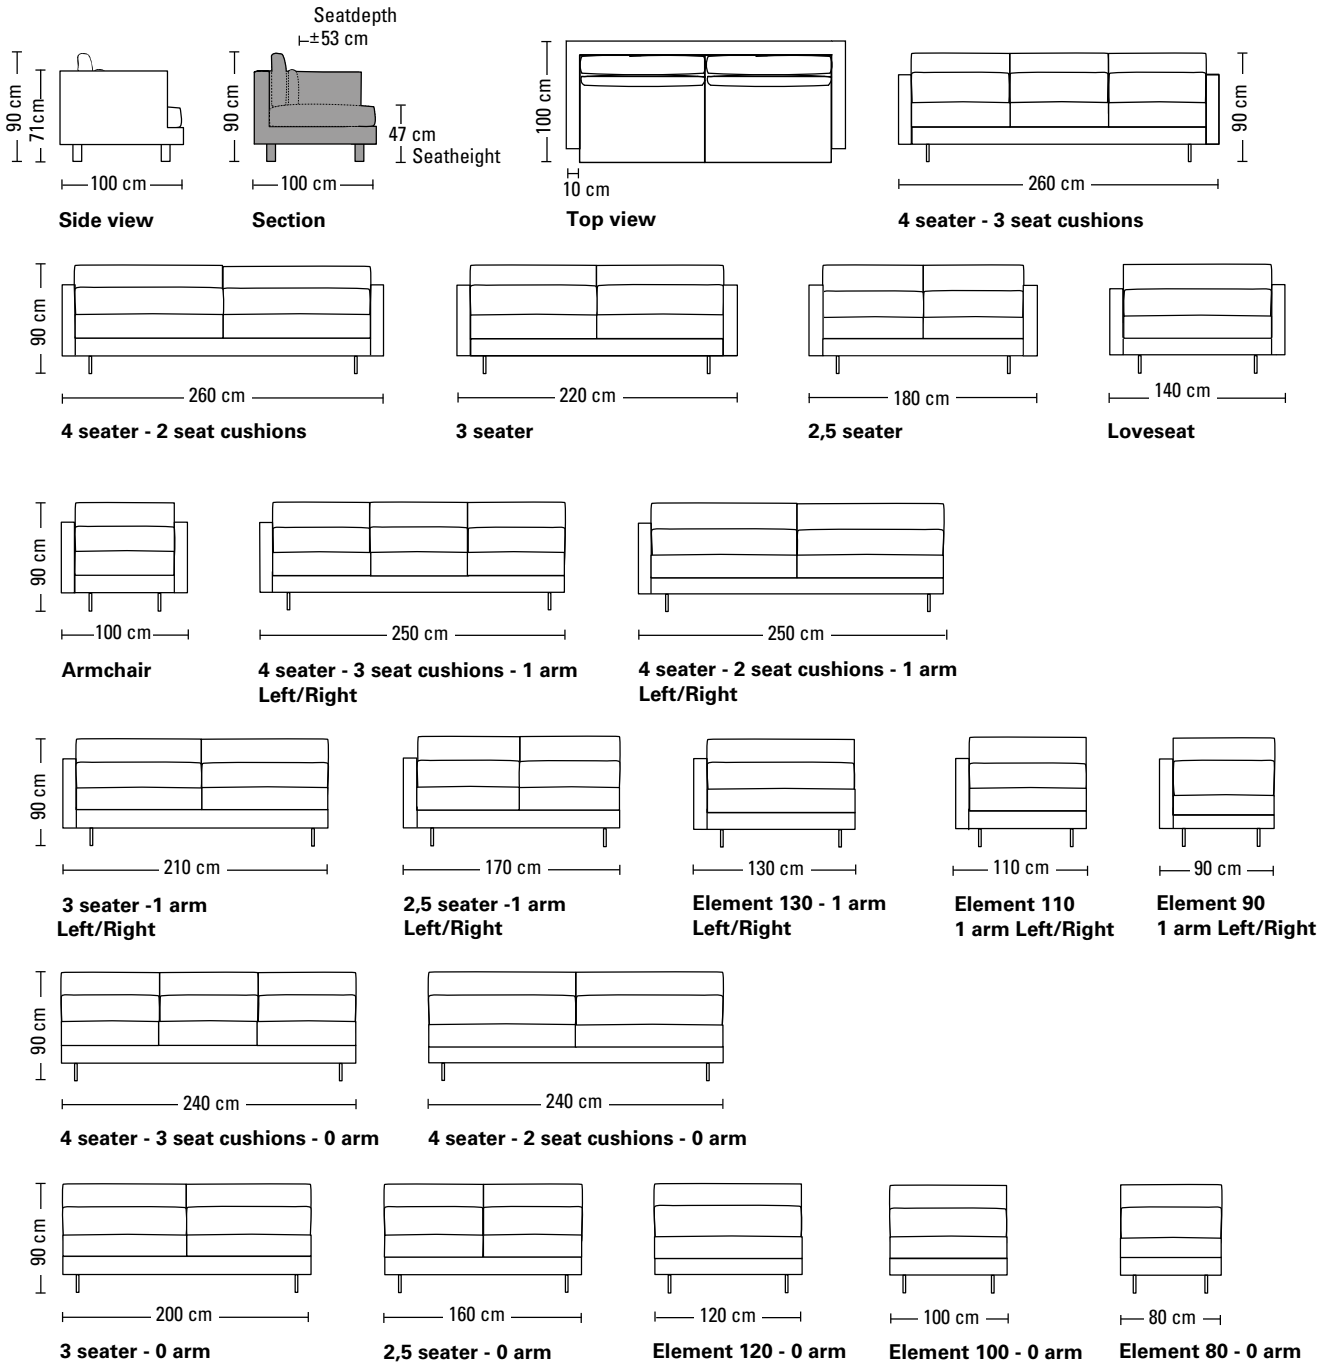 Seatdepth
±53 cm
90 cm
71cm
90 cm
47 cm
Seatheight
100 cm
90 cm
100 cm
100 cm
10 cm
260 cm
Side view
Section
Top view
4 seater - 3 seat cushions
90 cm
260 cm
220 cm
180 cm
140 cm
4 seater - 2 seat cushions
3 seater
2,5 seater
Loveseat
90 cm
100 cm
250 cm
250 cm
Armchair
4 seater - 3 seat cushions - 1 arm
Left/Right
4 seater - 2 seat cushions - 1 arm
Left/Right
90 cm
210 cm
170 cm
130 cm
110 cm
90 cm
3 seater -1 arm
Left/Right
2,5 seater -1 arm
Left/Right
Element 130 - 1 arm
Left/Right
Element 110
1 arm Left/Right
Element 90
1 arm Left/Right
90 cm
240 cm
240 cm
4 seater - 3 seat cushions - 0 arm
4 seater - 2 seat cushions - 0 arm
90 cm
200 cm
160 cm
120 cm
100 cm
80 cm
3 seater - 0 arm
2,5 seater - 0 arm
Element 120 - 0 arm
Element 100 - 0 arm
Element 80 - 0 arm